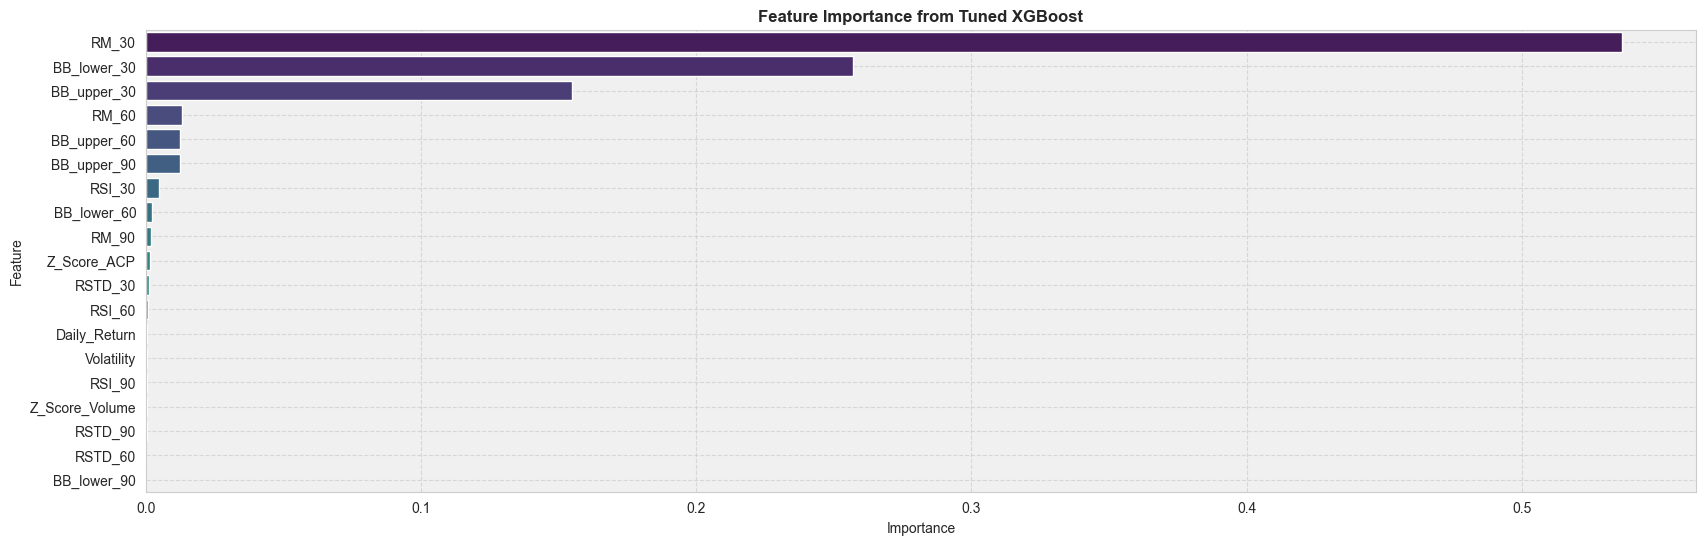 Feature Importance from Tuned XGBoost
RM_30
BB_lower_30
BB_upper_30
RM_60
BB_upper_60
BB_upper_90
RSI_30
BB_lower_60
RM_90
Z_Score_ACP
RSTD_30
RSI_60
Daily_Return
Volatility
RSI_90
Z_Score_Volume
RSTD_90
RSTD_60
BB_lower_90
Feature
0.0 0.1 0.2 0.3 0.4 0.5
Importance